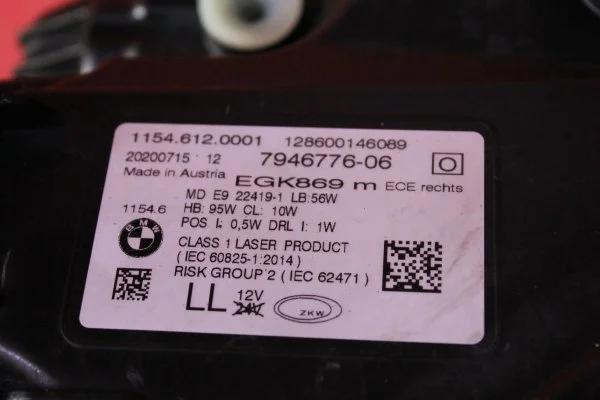 1154.612.0001 128600146089
20200715 12 7946776-06
Made in Austria EGK869 m ECE rechts
MD E9 22419-1 LB:56W
1154.6 HB: 95W CL: 10W
POS I: 0,5W DRL I: 1W
BMW
CLASS 1 LASER PRODUCT
(IEC 60825-1:2014)
RISK GROUP 2 (IEC 62471)
LL 12V
24V
ZKW